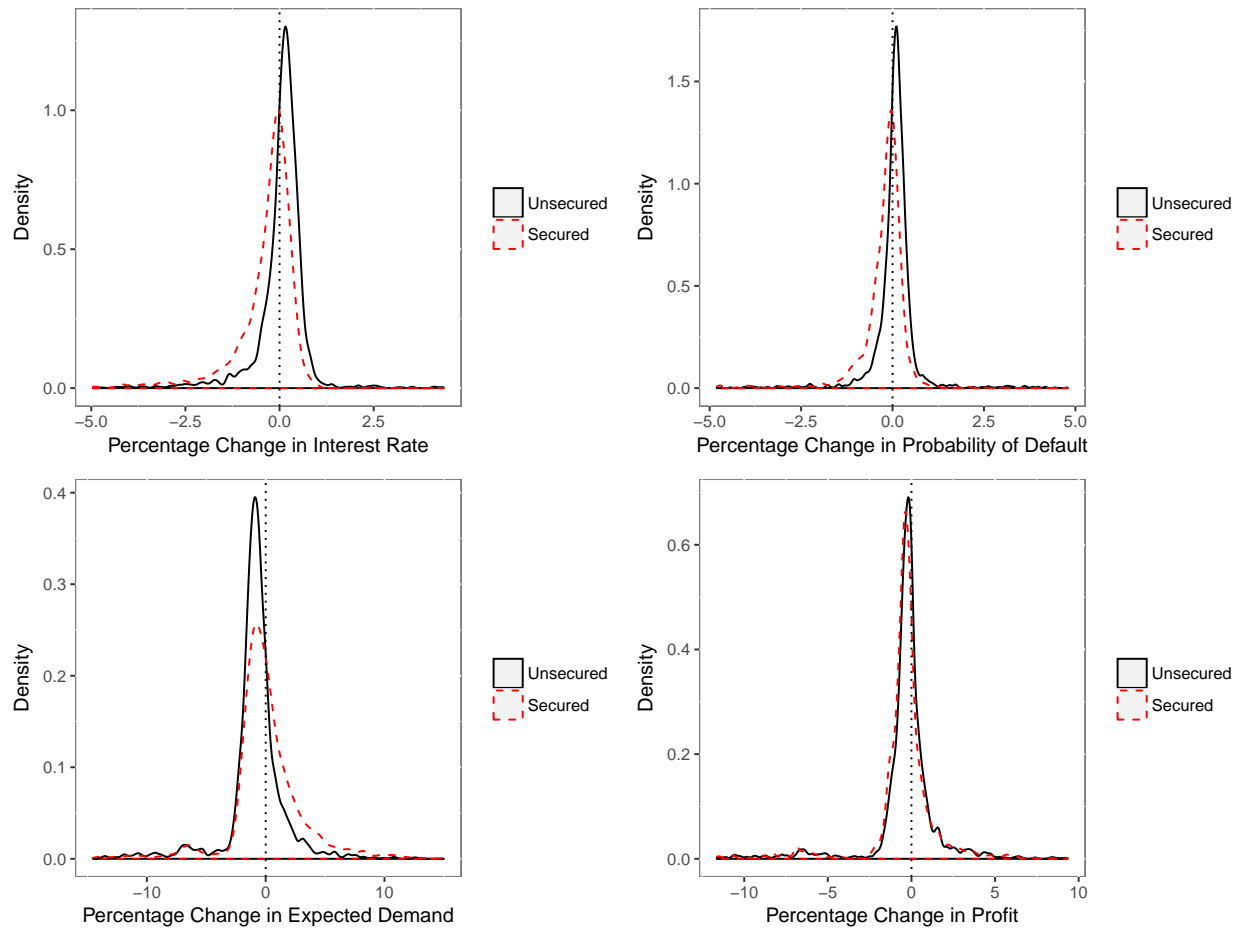 1.0
0.5
0.0
Density
−5.0 −2.5 0.0 2.5
Percentage Change in Interest Rate
Unsecured
Secured
1.5
1.0
0.5
0.0
Density
−5.0 −2.5 0.0 2.5 5.0
Percentage Change in Probability of Default
Unsecured
Secured
0.4
0.3
0.2
0.1
0.0
Density
−10 0 10
Percentage Change in Expected Demand
Unsecured
Secured
0.6
0.4
0.2
0.0
Density
−10 −5 0 5 10
Percentage Change in Profit
Unsecured
Secured